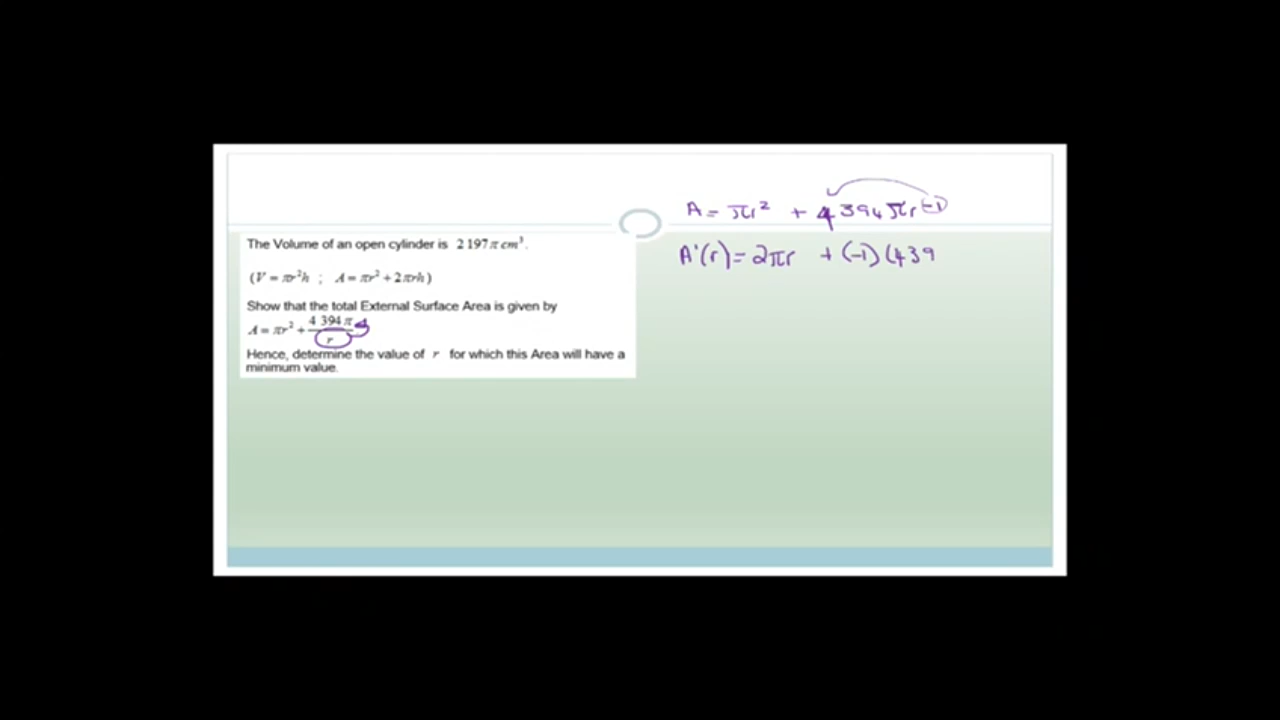 The Volume of an open cylinder is 2 197π cm³.
(V = πr²h ; A = πr² + 2πrh)
Show that the total External Surface Area is given by
A = πr² + 4 394 π / r
Hence, determine the value of r for which this Area will have a
minimum value.
A = πr² + 4394πr⁻¹
A'(r) = 2πr + (-1)(439